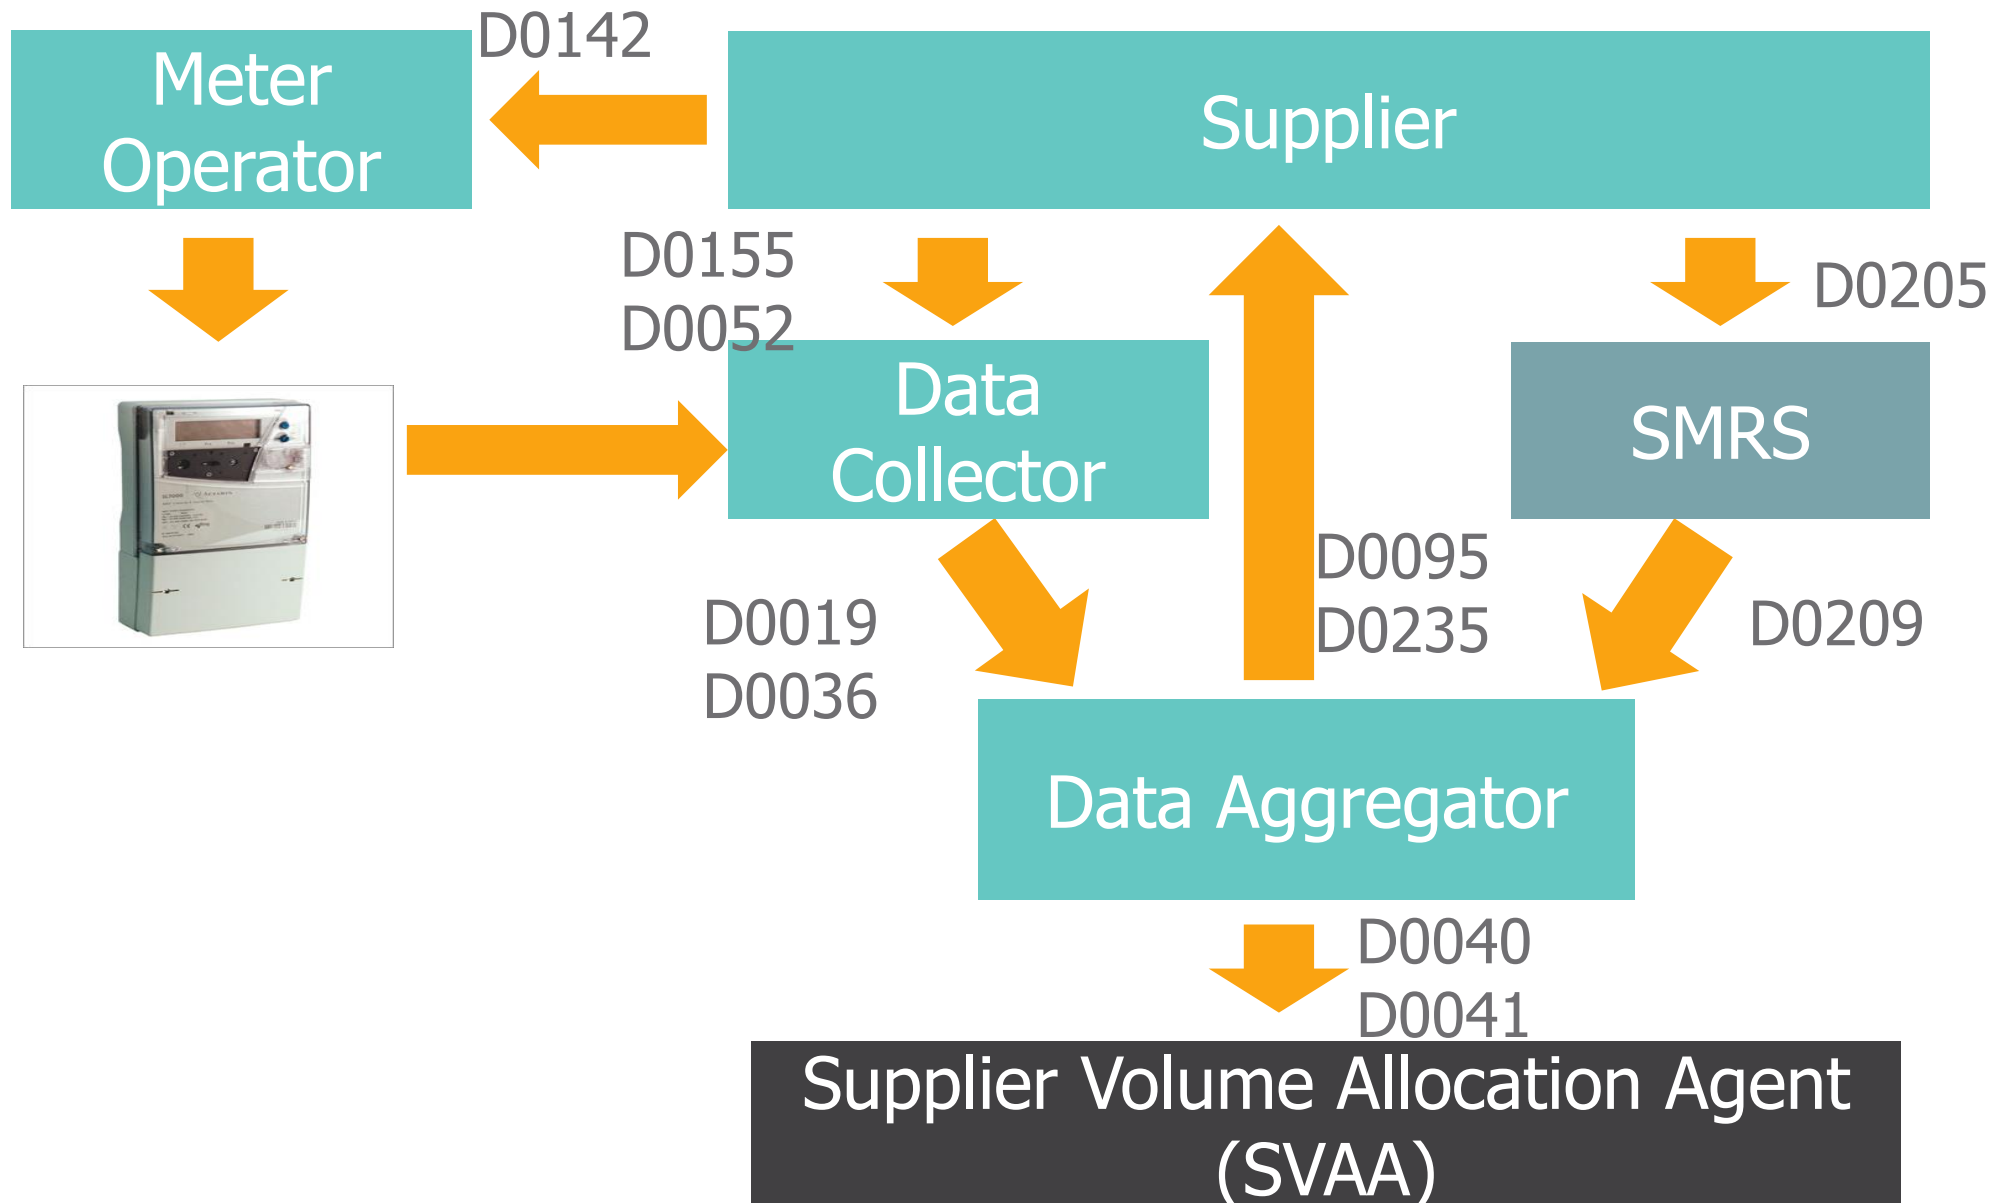 D0142
Meter
Operator
Supplier
D0155
D0052
D0205
Data
Collector
SMRS
D0095
D0235
D0019
D0036
D0209
Data Aggregator
D0040
D0041
Supplier Volume Allocation Agent
(SVAA)